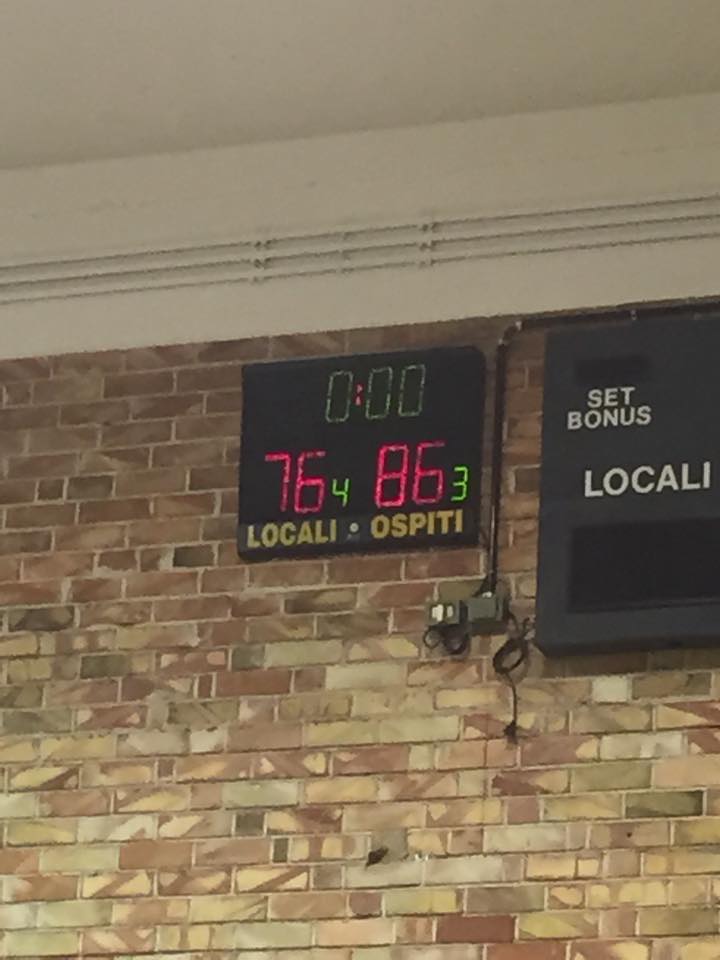 0:00
76 4 86 3
LOCALI • OSPITI
SET
BONUS
LOCALI